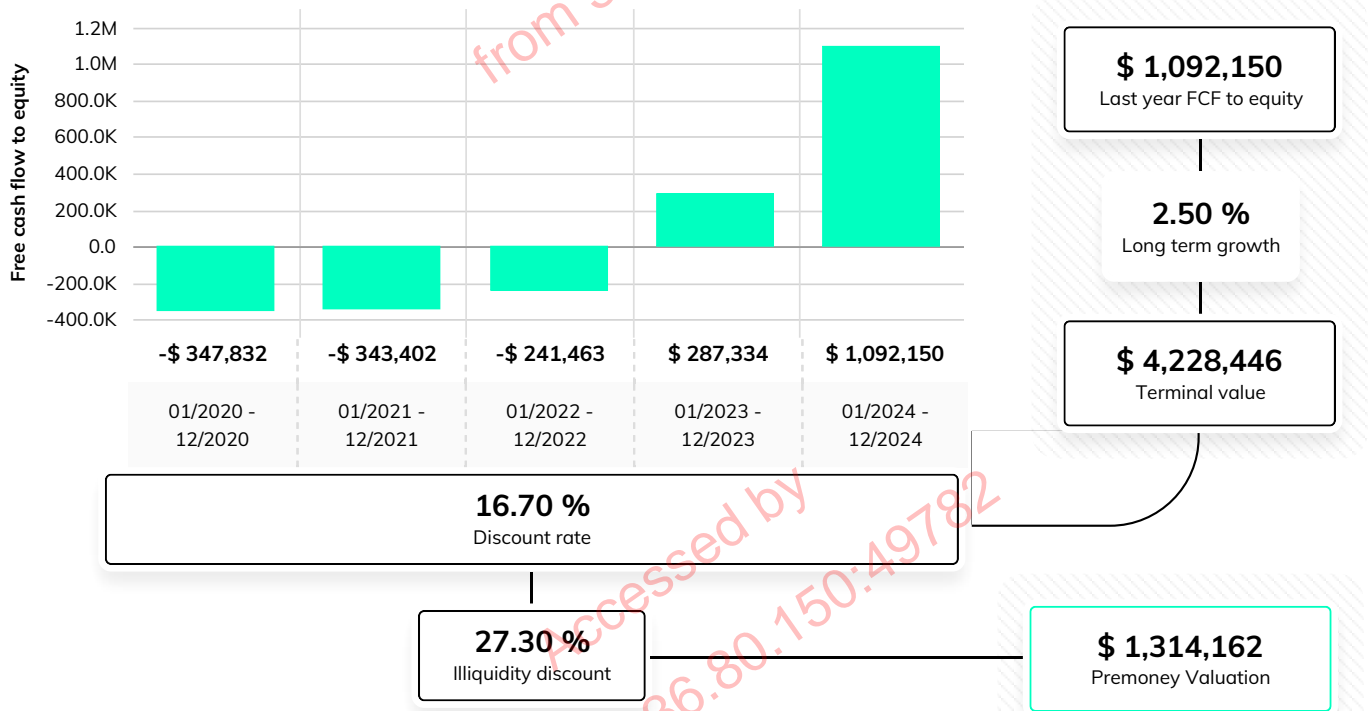 Free cash flow to equity
1.2M
1.0M
800.0K
600.0K
400.0K
200.0K
0.0
-200.0K
-400.0K
-$ 347,832
-$ 343,402
-$ 241,463
$ 287,334
$ 1,092,150
01/2020 -
12/2020
01/2021 -
12/2021
01/2022 -
12/2022
01/2023 -
12/2023
01/2024 -
12/2024
16.70 %
Discount rate
27.30 %
Illiquidity discount
$ 1,092,150
Last year FCF to equity
2.50 %
Long term growth
$ 4,228,446
Terminal value
$ 1,314,162
Premoney Valuation
from
Accessed by
86.80.150:49782